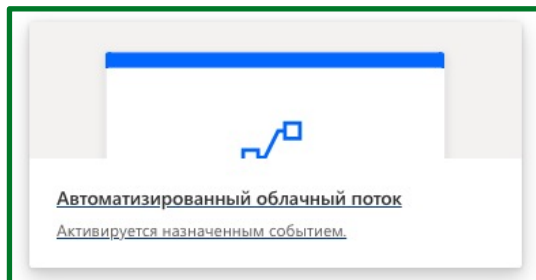 Автоматизированный облачный поток
Активируется назначенным событием.